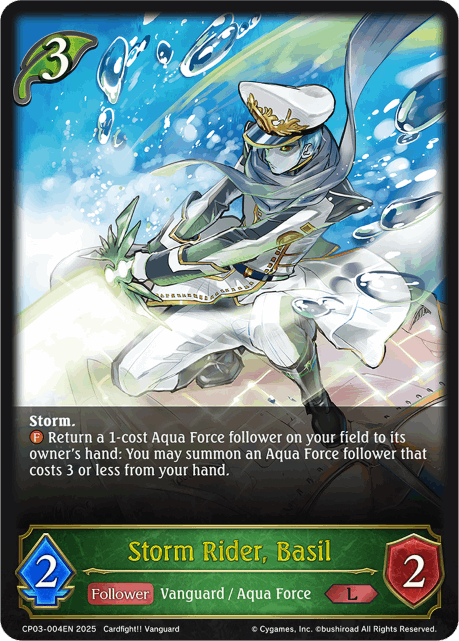 3
Storm.
F Return a 1-cost Aqua Force follower on your field to its
owner's hand: You may summon an Aqua Force follower that
costs 3 or less from your hand.
Storm Rider, Basil
2
Follower Vanguard / Aqua Force L
2
CP03-004EN 2025 Cardfight!! Vanguard © Cygames, Inc. ©bushiroad All Rights Reserved.